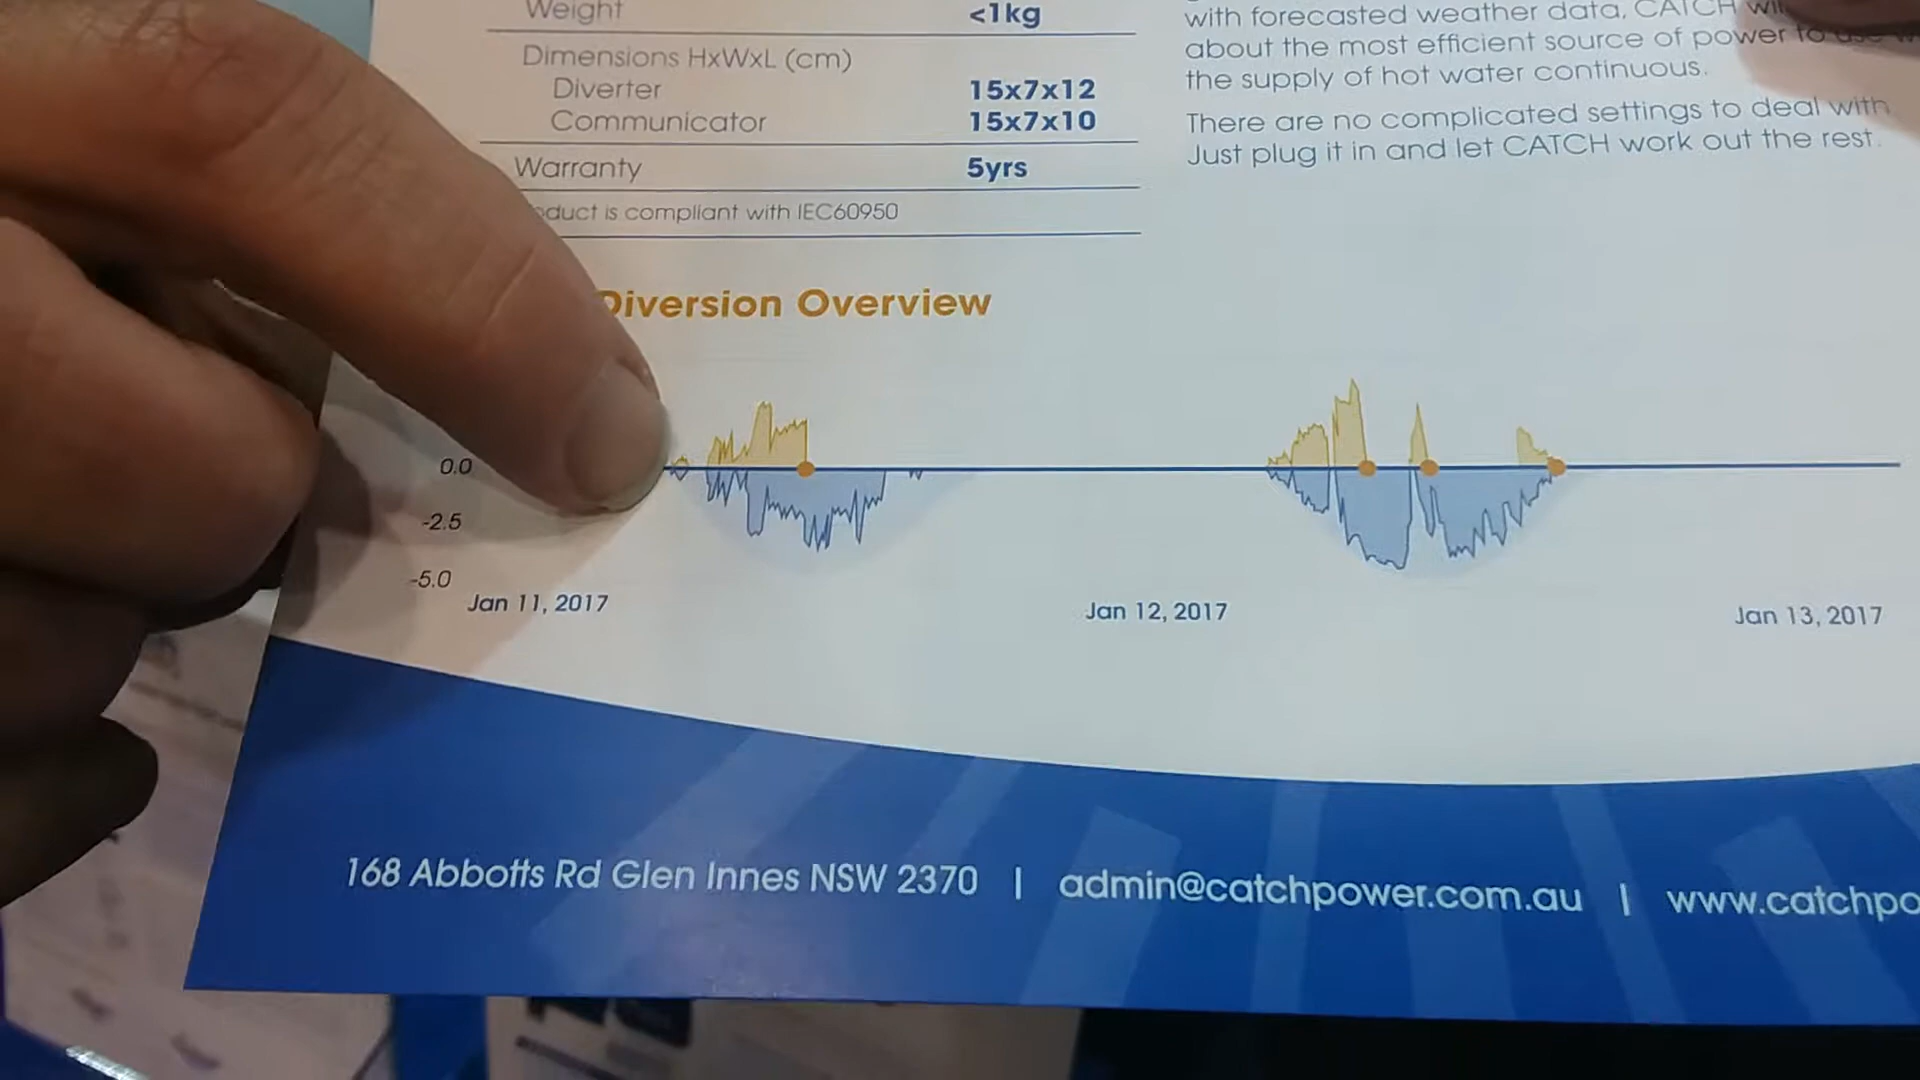 Weight <1kg
Dimensions HxWxL (cm)
Diverter 15x7x12
Communicator 15x7x10
Warranty 5yrs
is compliant with IEC60950
with forecasted weather data, CATCH
about the most efficient source of power to
the supply of hot water continuous.
There are no complicated settings to deal with
Just plug it in and let CATCH work out the rest.
Diversion Overview
0.0
-2.5
-5.0
Jan 11, 2017 Jan 12, 2017 Jan 13, 2017
168 Abbotts Rd Glen Innes NSW 2370 | admin@catchpower.com.au | www.catchpo